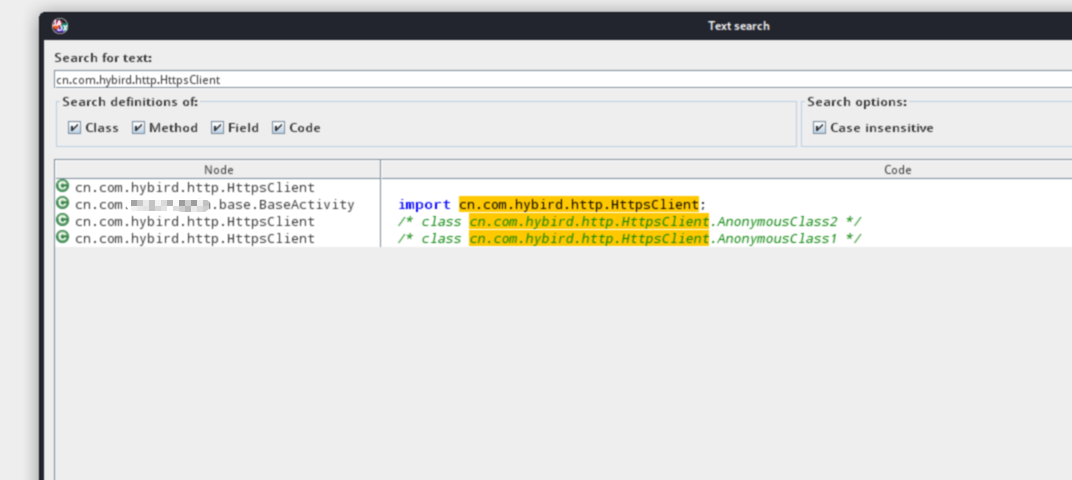 Text search
Search for text:
cn.com.hybird.http.HttpsClient
Search definitions of: Search options:
Class Method Field Code Case insensitive
Node Code
cn.com.hybird.http.HttpsClient
cn.com. .base.BaseActivity import cn.com.hybird.http.HttpsClient;
cn.com.hybird.http.HttpsClient /* class cn.com.hybird.http.HttpsClient.AnonymousClass2 */
cn.com.hybird.http.HttpsClient /* class cn.com.hybird.http.HttpsClient.AnonymousClass1 */